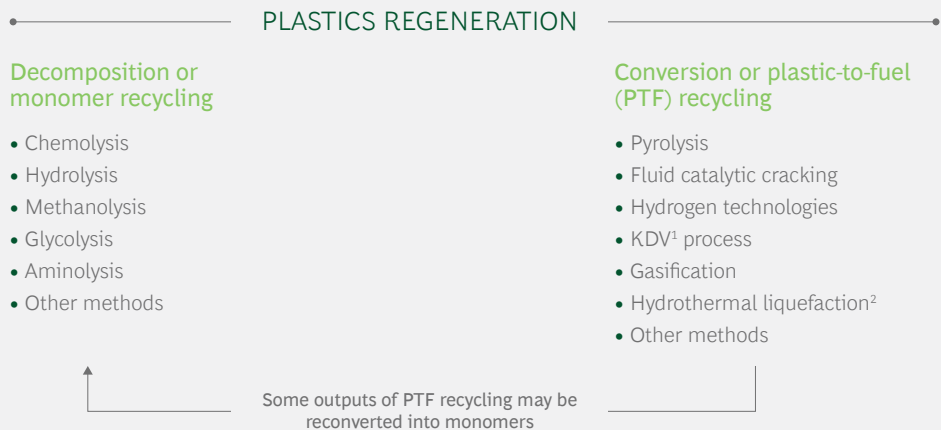 PLASTICS REGENERATION
Decomposition or
monomer recycling
• Chemolysis
• Hydrolysis
• Methanolysis
• Glycolysis
• Aminolysis
• Other methods
Conversion or plastic-to-fuel
(PTF) recycling
• Pyrolysis
• Fluid catalytic cracking
• Hydrogen technologies
• KDV¹ process
• Gasification
• Hydrothermal liquefaction²
• Other methods
Some outputs of PTF recycling may be
reconverted into monomers